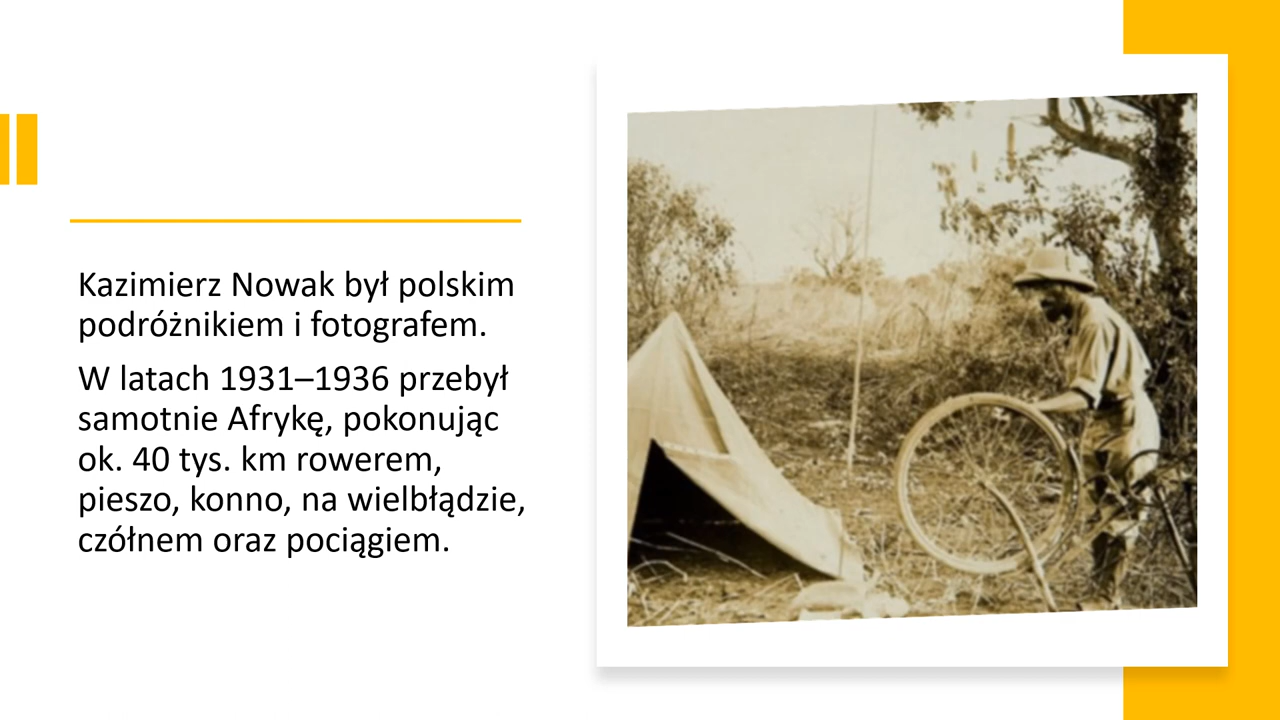 Kazimierz Nowak był polskim
podróżnikiem i fotografem.
W latach 1931–1936 przebył
samotnie Afrykę, pokonując
ok. 40 tys. km rowerem,
pieszo, konno, na wielbłądzie,
czółnem oraz pociągiem.